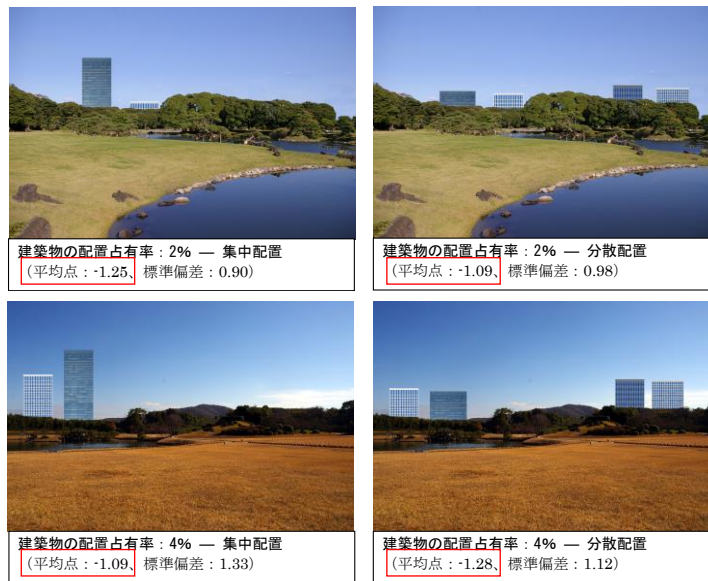 建築物の配置占有率：2% ― 集中配置
（平均点：-1.25、標準偏差：0.90）
建築物の配置占有率：2% ― 分散配置
（平均点：-1.09、標準偏差：0.98）
建築物の配置占有率：4% ― 集中配置
（平均点：-1.09、標準偏差：1.33）
建築物の配置占有率：4% ― 分散配置
（平均点：-1.28、標準偏差：1.12）